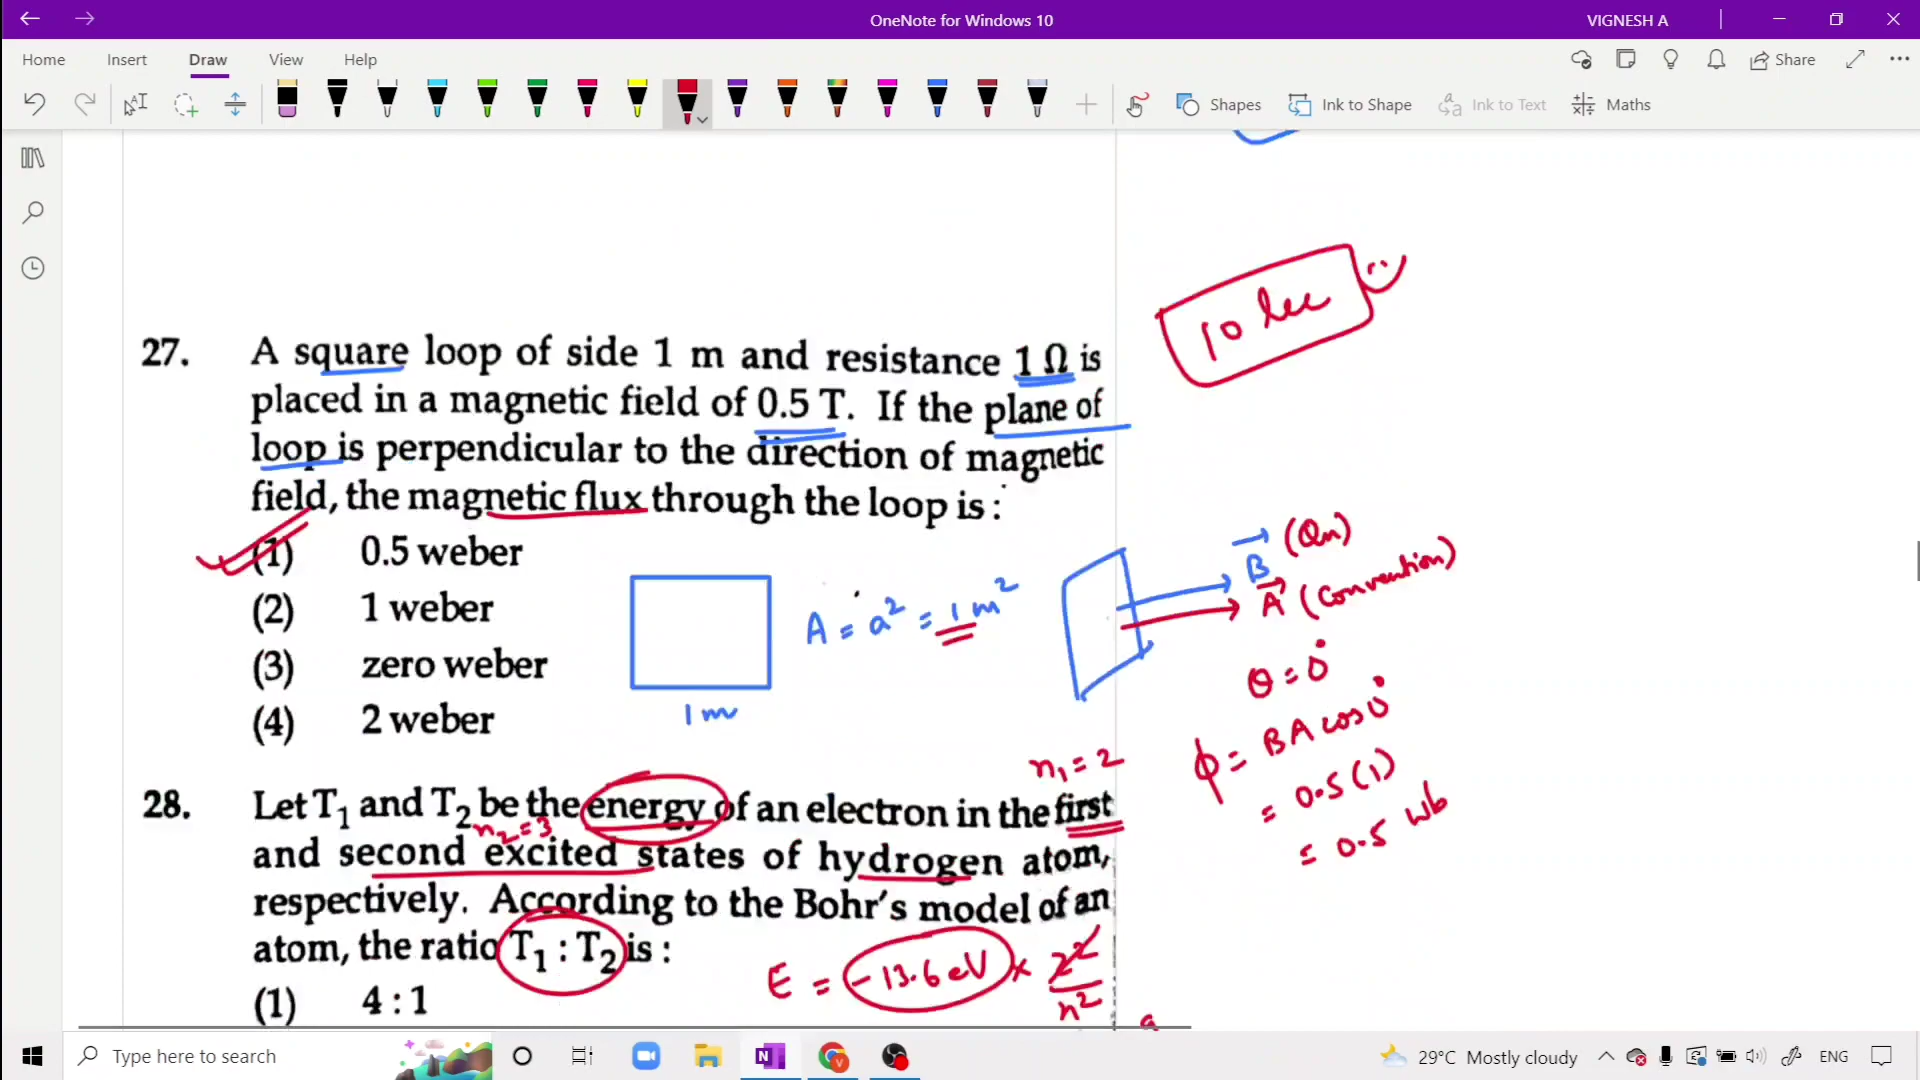 OneNote for Windows 10
VIGNESH A
Home Insert Draw View Help
Share
Shapes Ink to Shape Ink to Text Maths
10 sec
27. A square loop of side 1 m and resistance 1 Ω is
placed in a magnetic field of 0.5 T. If the plane of
loop is perpendicular to the direction of magnetic
field, the magnetic flux through the loop is :
(1) 0.5 weber
(2) 1 weber
(3) zero weber
(4) 2 weber
A = a² = 1 m²
1 m
B (Qn)
A (Convention)
θ = 0°
ϕ = BA cos 0°
= 0.5 (1)
= 0.5 wb
n₁ = 2
28. Let T₁ and T₂ be the energy of an electron in the first
n₂ = 3
and second excited states of hydrogen atom,
respectively. According to the Bohr's model of an
atom, the ratio T₁ : T₂ is :
E = -13.6 eV × Z²/n²
(1) 4 : 1
Type here to search
29°C Mostly cloudy
ENG